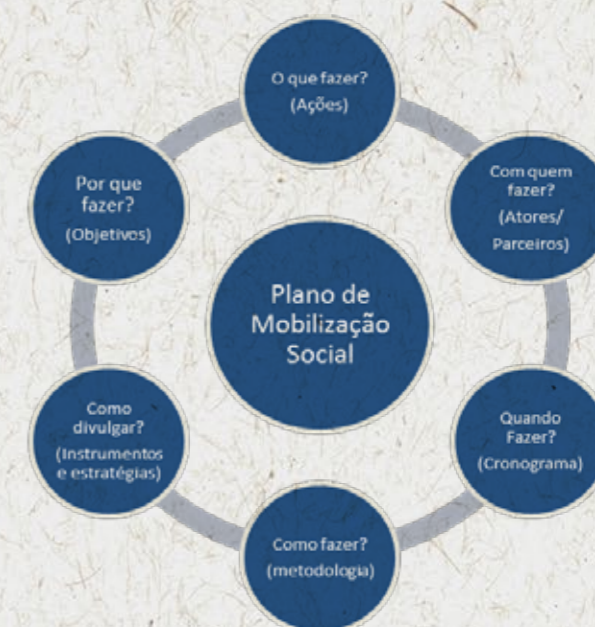 O que fazer?
(Ações)
Com quem
fazer?
(Atores/
Parceiros)
Quando
Fazer?
(Cronograma)
Como fazer?
(metodologia)
Como
divulgar?
(Instrumentos
e estratégias)
Por que
fazer?
(Objetivos)
Plano de
Mobilização
Social